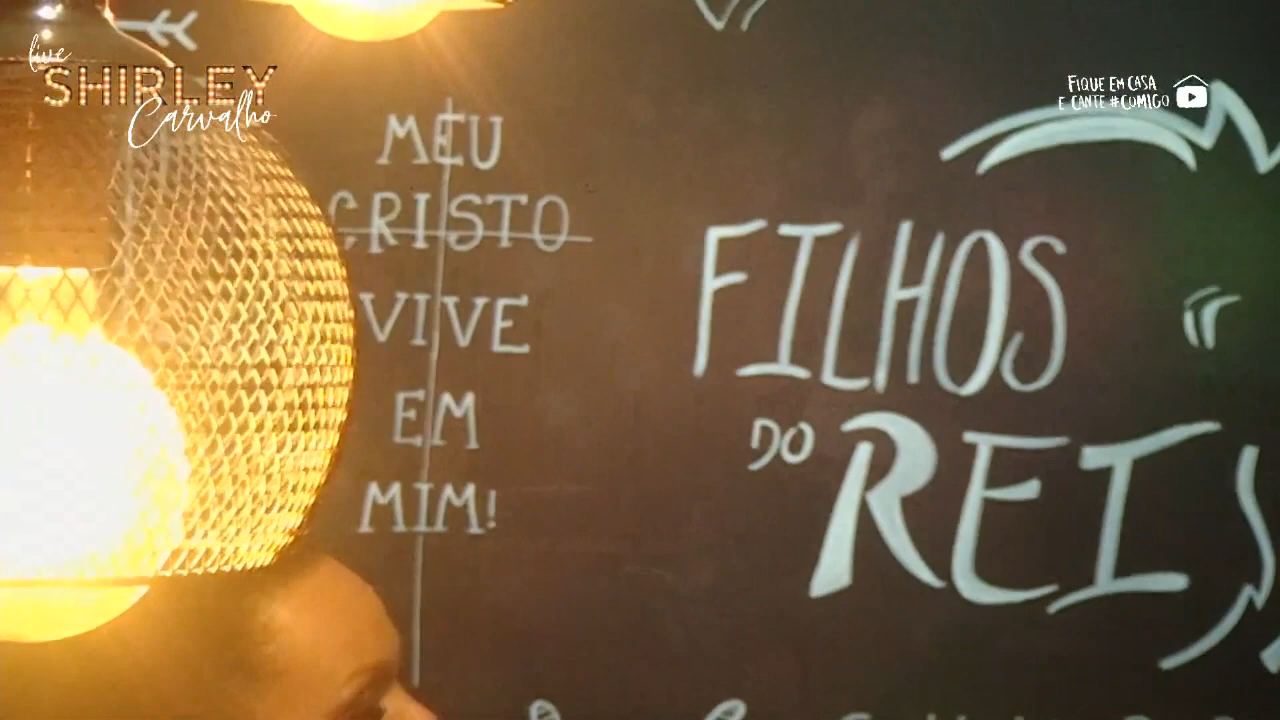 live
SHIRLEY
Carvalho
FIQUE EM CASA
E CANTE #COMIGO
MEU
CRISTO
VIVE
EM
MIM!
FILHOS
DO REI